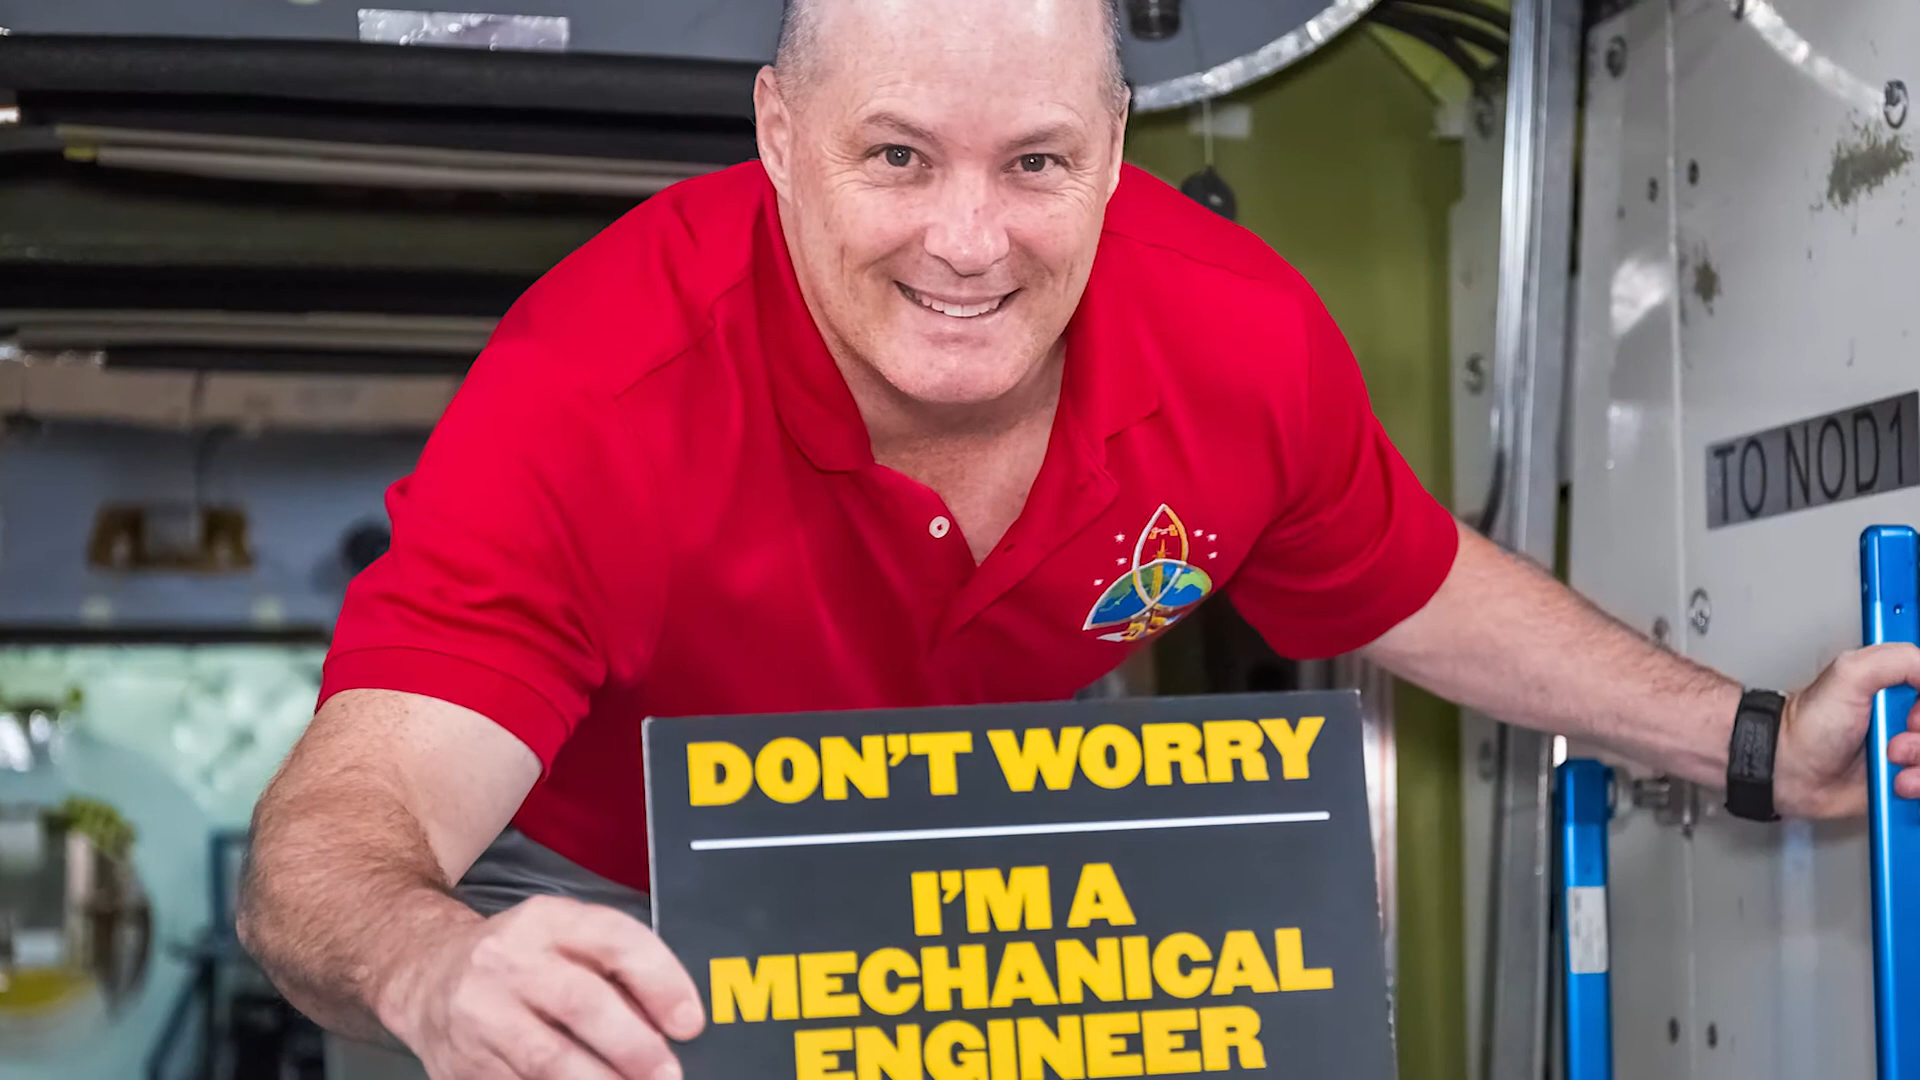 TO NOD1
DON'T WORRY
I'M A
MECHANICAL
ENGINEER